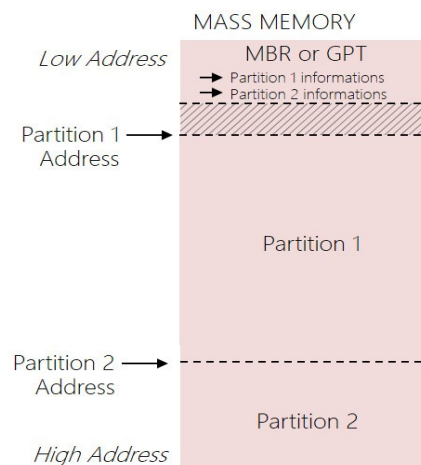 MASS MEMORY
Low Address
MBR or GPT
Partition 1 informations
Partition 2 informations
Partition 1
Address
Partition 1
Partition 2
Address
Partition 2
High Address